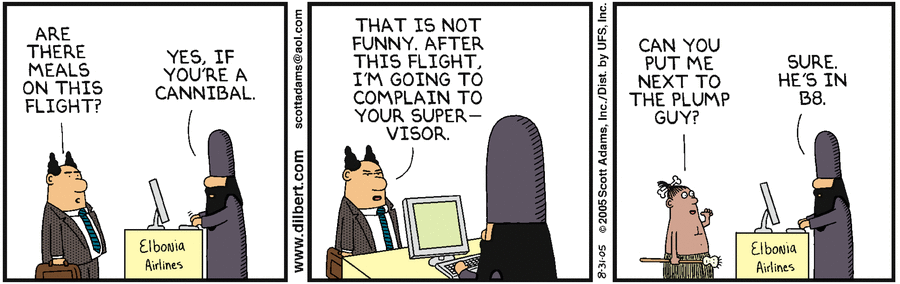 ARE
THERE
MEALS
ON THIS
FLIGHT?
YES, IF
YOU'RE A
CANNIBAL.
Elbonia
Airlines
www.dilbert.com
scottadams@aol.com
THAT IS NOT
FUNNY. AFTER
THIS FLIGHT,
I'M GOING TO
COMPLAIN TO
YOUR SUPER—
VISOR.
8-31-05 © 2005 Scott Adams, Inc./Dist. by UFS, Inc.
CAN YOU
PUT ME
NEXT TO
THE PLUMP
GUY?
SURE.
HE'S IN
B8.
Elbonia
Airlines